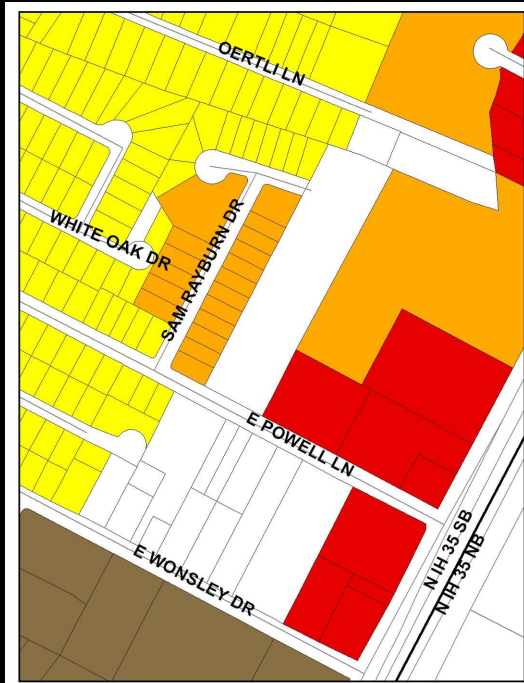 OERTLI LN
WHITE OAK DR
SAM RAYBURN DR
E POWELL LN
N IH 35 SB
N IH 35 NB
E WONSLEY DR